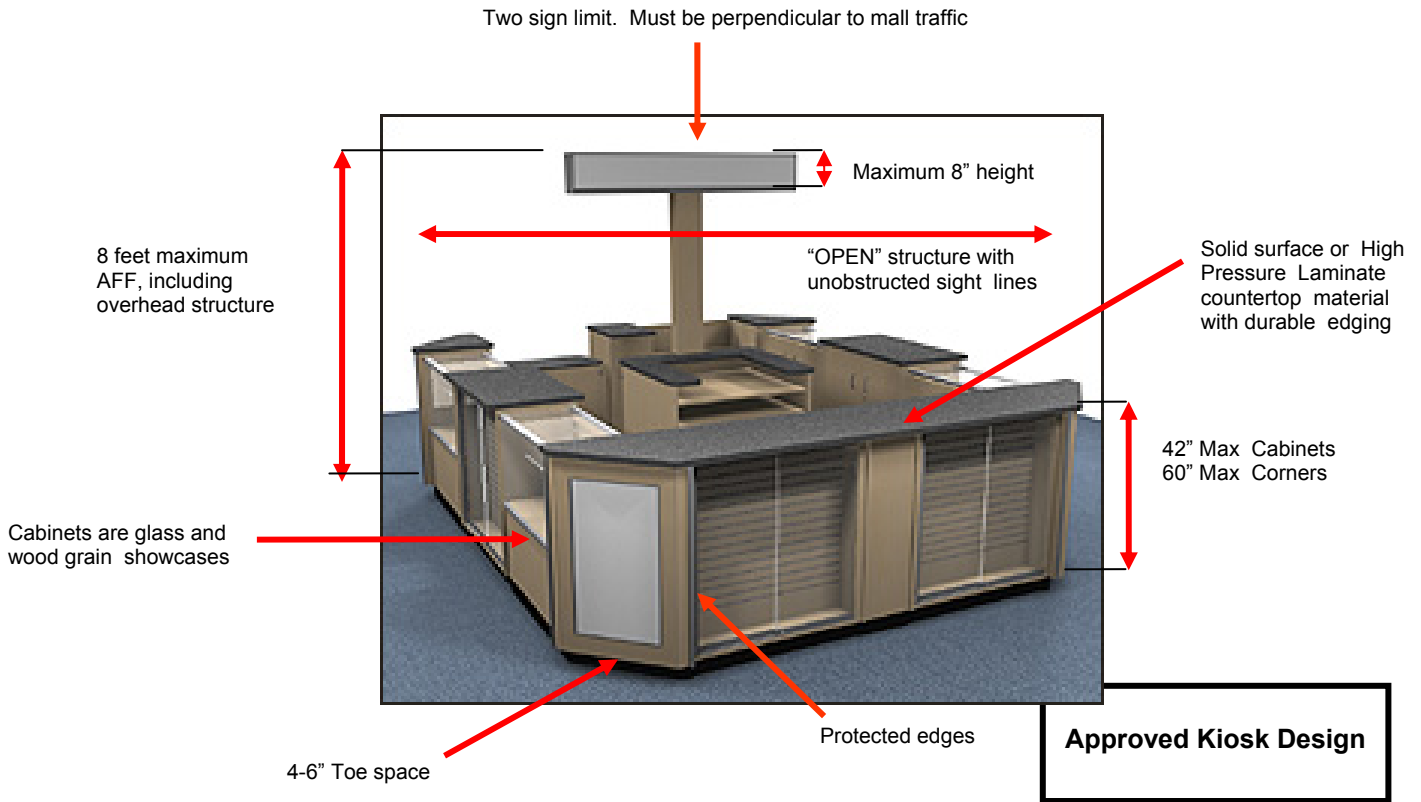 Two sign limit. Must be perpendicular to mall traffic
Maximum 8” height
8 feet maximum
AFF, including
overhead structure
“OPEN” structure with
unobstructed sight lines
Solid surface or High
Pressure Laminate
countertop material
with durable edging
42” Max Cabinets
60” Max Corners
Cabinets are glass and
wood grain showcases
Protected edges
4-6” Toe space
Approved Kiosk Design